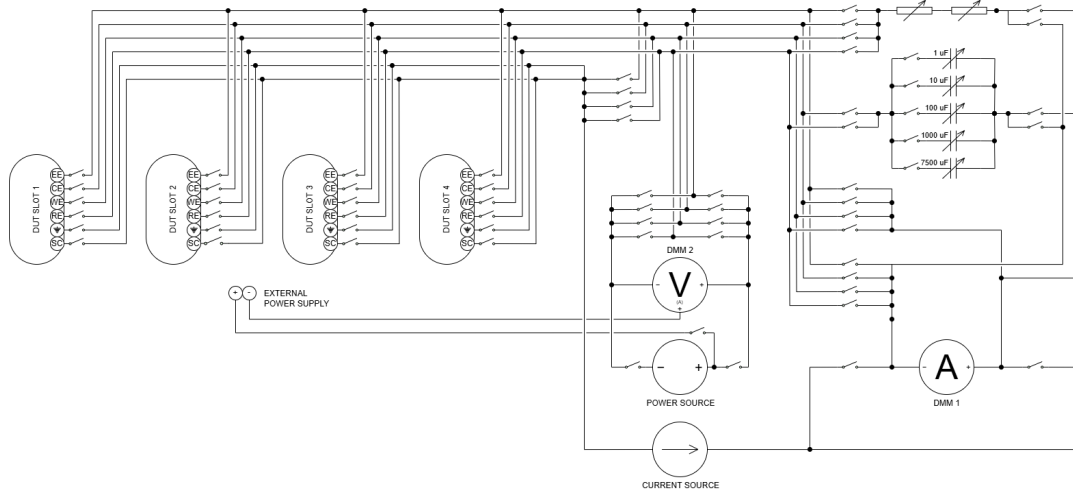 1 uF
10 uF
100 uF
1000 uF
7500 uF
DUT SLOT 1
EE
CE
WE
RE
SC
DUT SLOT 2
EE
CE
WE
RE
SC
DUT SLOT 3
EE
CE
WE
RE
SC
DUT SLOT 4
EE
CE
WE
RE
SC
DMM 2
- V +
(A)
+
+ -
EXTERNAL
POWER SUPPLY
- +
POWER SOURCE
- A +
DMM 1
CURRENT SOURCE